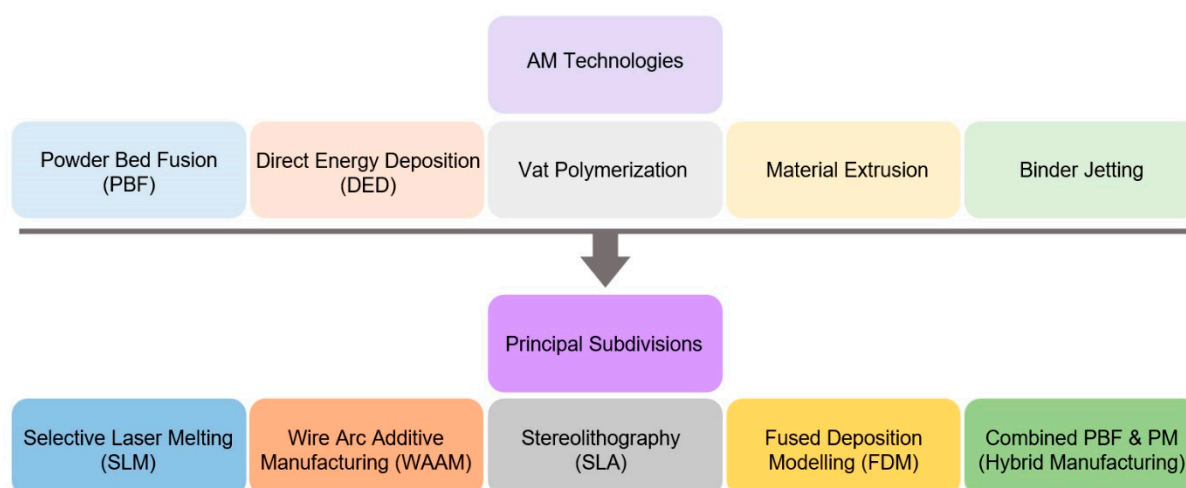 AM Technologies
Powder Bed Fusion
(PBF)
Direct Energy Deposition
(DED)
Vat Polymerization
Material Extrusion
Binder Jetting
Principal Subdivisions
Selective Laser Melting
(SLM)
Wire Arc Additive
Manufacturing (WAAM)
Stereolithography
(SLA)
Fused Deposition
Modelling (FDM)
Combined PBF & PM
(Hybrid Manufacturing)